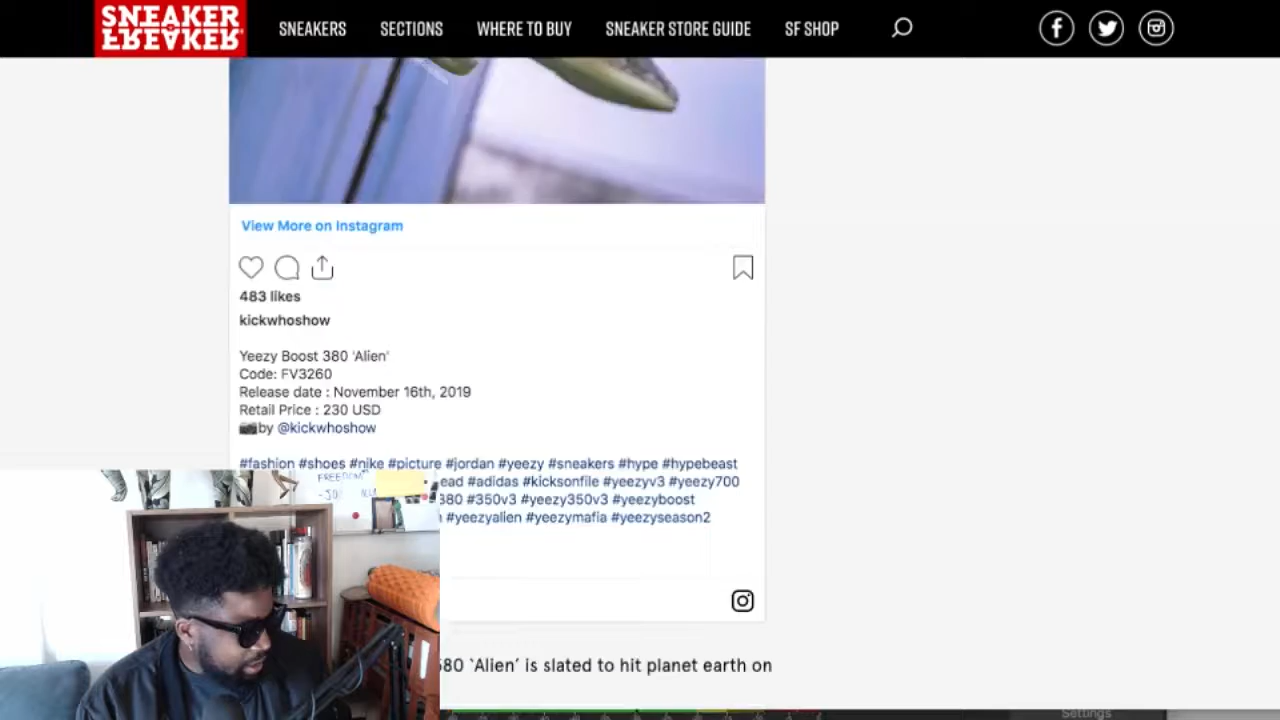 SNEAKER
FREAKER
SNEAKERS SECTIONS WHERE TO BUY SNEAKER STORE GUIDE SF SHOP
View More on Instagram
483 likes
kickwhoshow
Yeezy Boost 380 'Alien'
Code: FV3260
Release date : November 16th, 2019
Retail Price : 230 USD
by @kickwhoshow
#fashion #shoes #nike #picture #jordan #yeezy #sneakers #hype #hypebeast
ead #adidas #kicksonfile #yeezyv3 #yeezy700
380 #350v3 #yeezy350v3 #yeezyboost
#yeezyalien #yeezymafia #yeezyseason2
FREEDOM
380 ‘Alien’ is slated to hit planet earth on
Settings